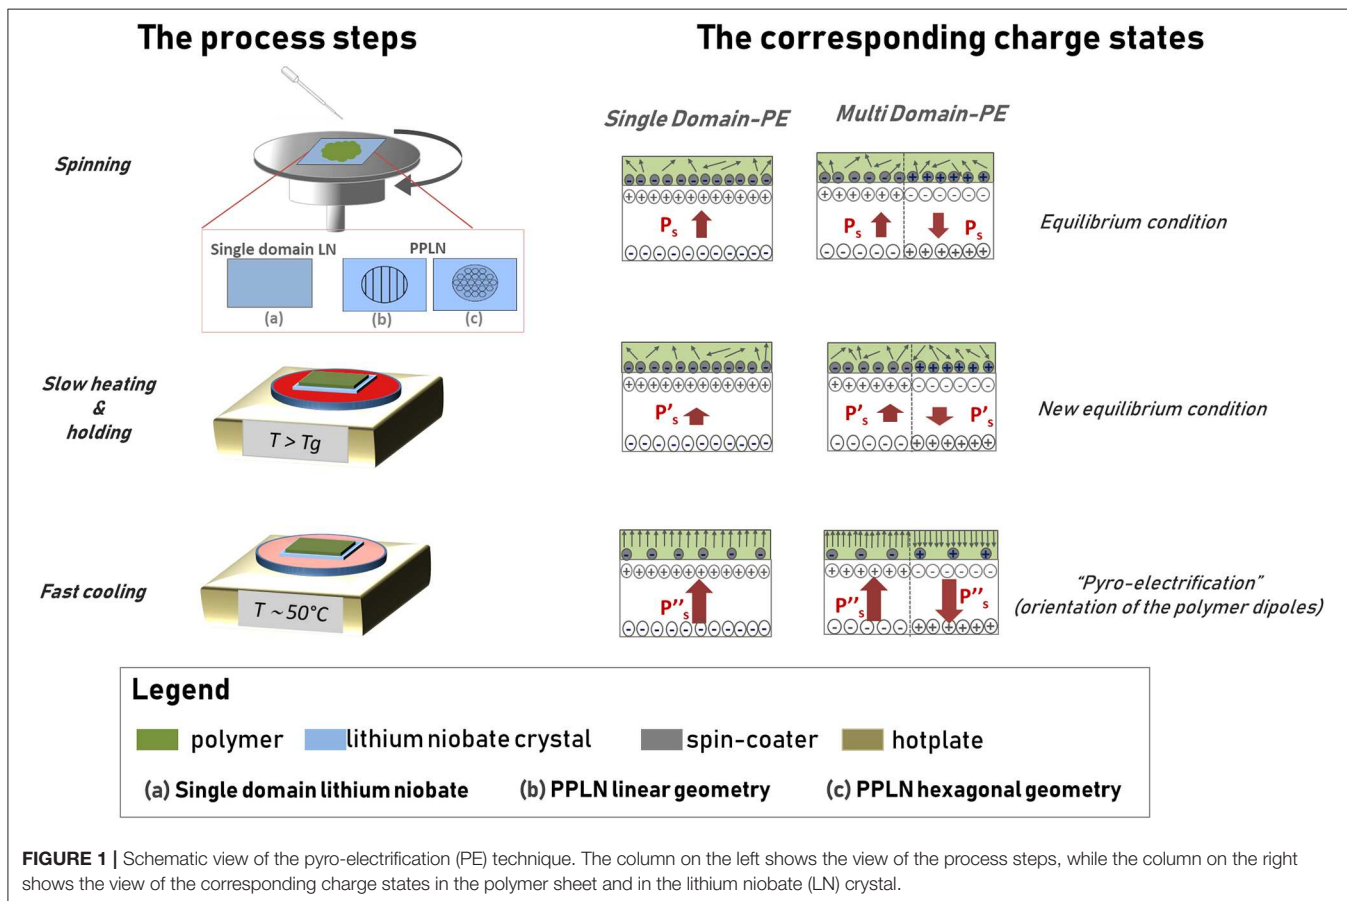 The process steps
The corresponding charge states
Single Domain-PE
Multi Domain-PE
Spinning
Single domain LN
PPLN
(a)
(b)
(c)
Ps
Ps
Ps
Equilibrium condition
Slow heating
&
holding
T > Tg
P's
P's
P's
New equilibrium condition
Fast cooling
T ~ 50°C
P''s
P''s
P''s
“Pyro-electrification”
(orientation of the polymer dipoles)
Legend
polymer
lithium niobate crystal
spin-coater
hotplate
(a) Single domain lithium niobate
(b) PPLN linear geometry
(c) PPLN hexagonal geometry
FIGURE 1 | Schematic view of the pyro-electrification (PE) technique. The column on the left shows the view of the process steps, while the column on the right
shows the view of the corresponding charge states in the polymer sheet and in the lithium niobate (LN) crystal.